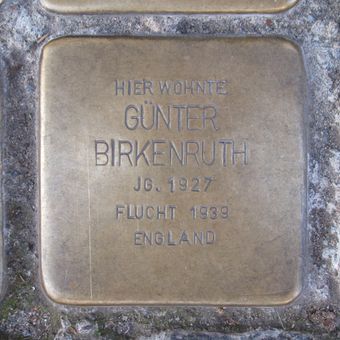 HIER WOHNTE
GÜNTER
BIRKENRUTH
JG. 1927
FLUCHT 1939
ENGLAND